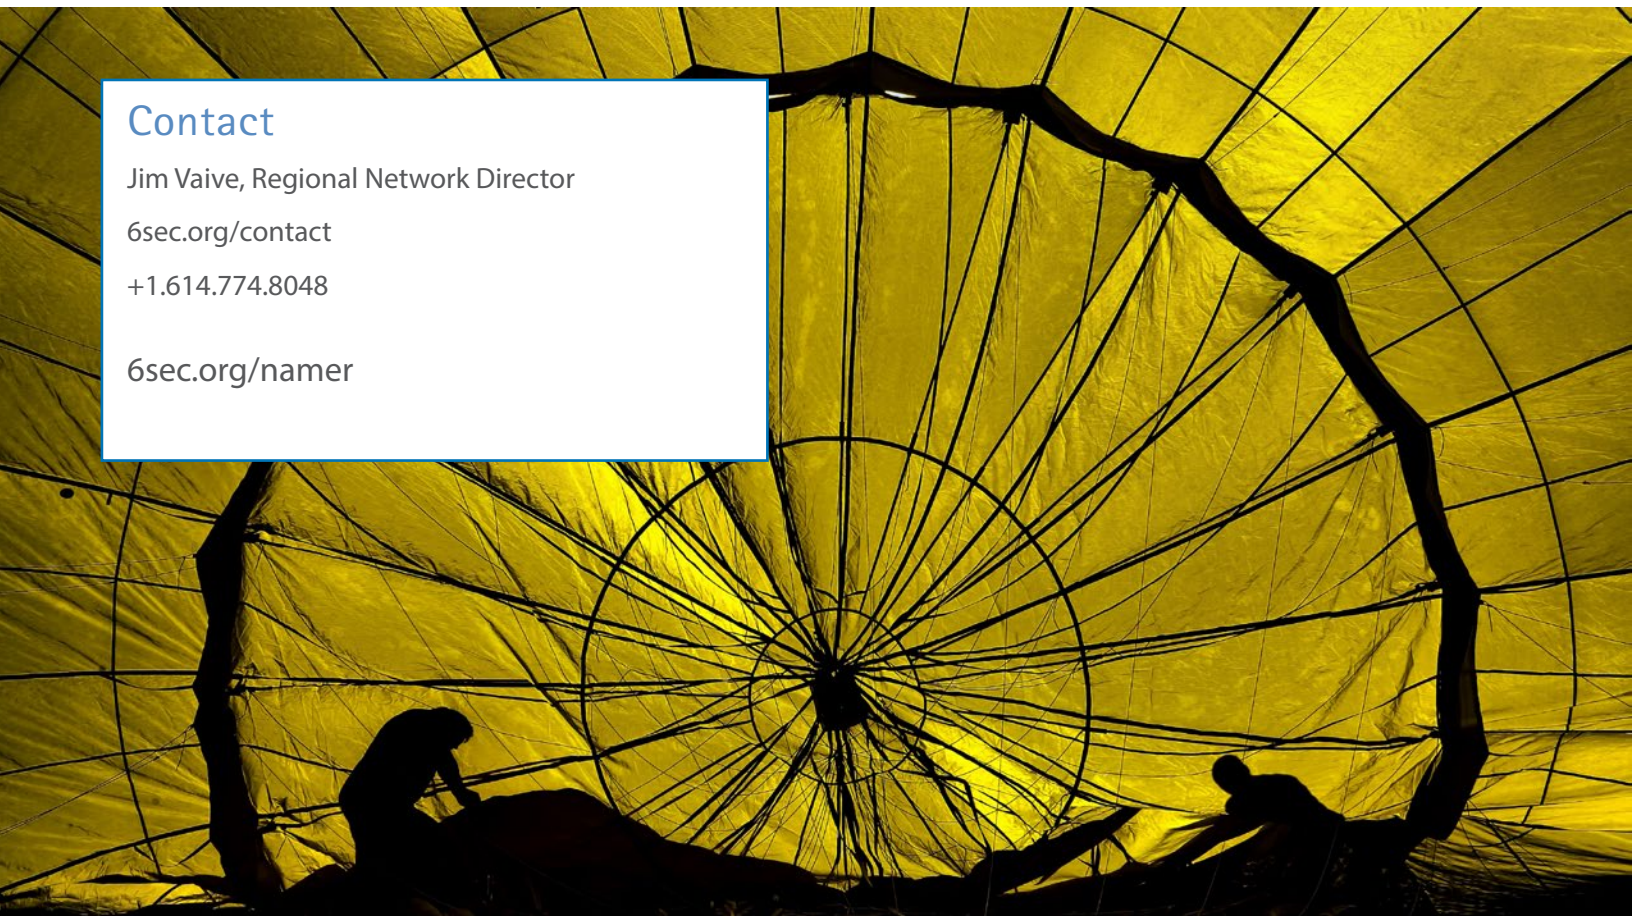 Contact
Jim Vaive, Regional Network Director
6sec.org/contact
+1.614.774.8048
6sec.org/namer